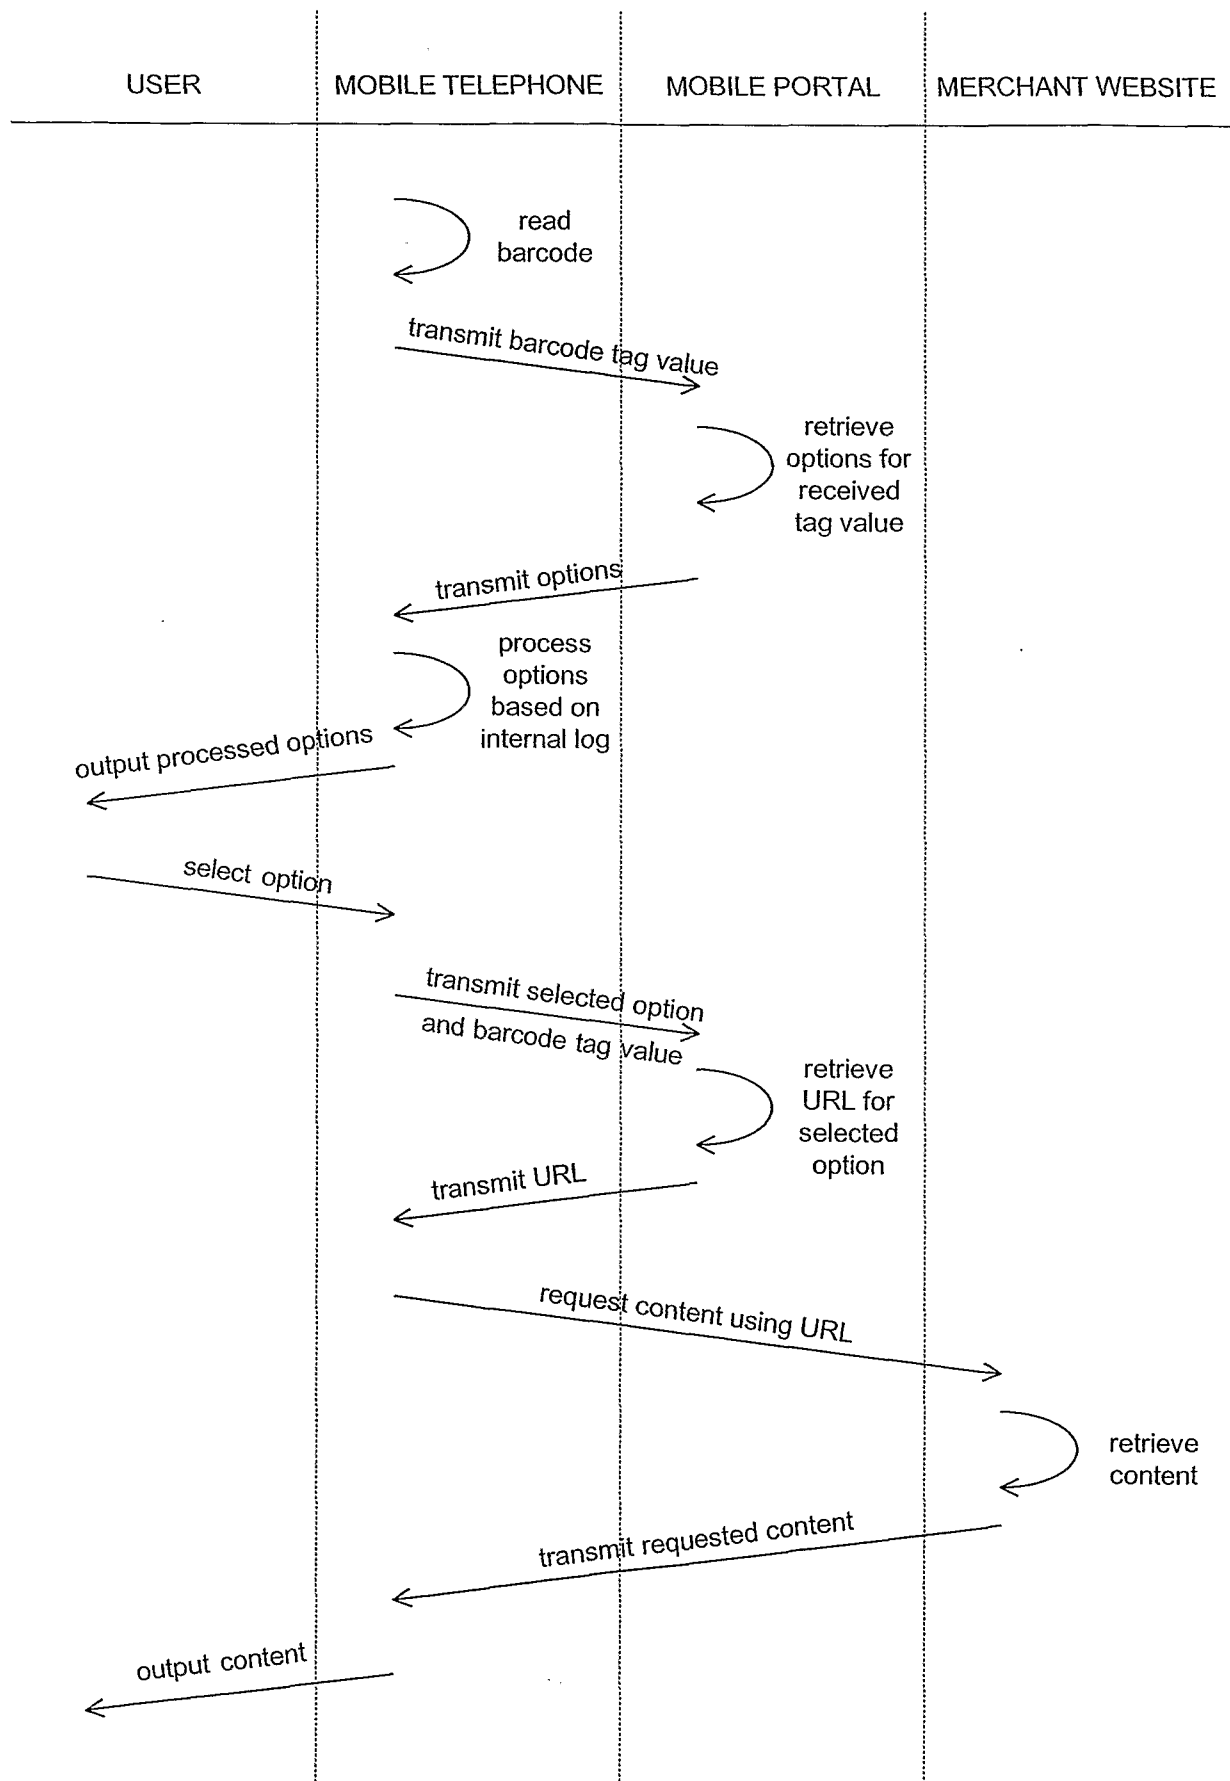 USER
MOBILE TELEPHONE
MOBILE PORTAL
MERCHANT WEBSITE
read
barcode
transmit barcode tag value
retrieve
options for
received
tag value
transmit options
process
options
based on
internal log
output processed options
select option
transmit selected option
and barcode tag value
retrieve
URL for
selected
option
transmit URL
request content using URL
retrieve
content
transmit requested content
output content